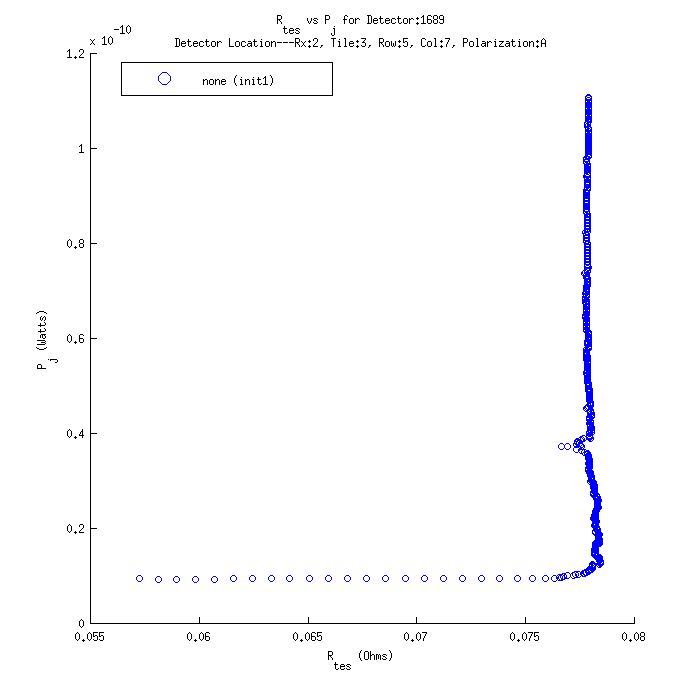 R_tes vs P_j for Detector:1689
Detector Location---Rx:2, Tile:3, Row:5, Col:7, Polarization:A
x 10^-10
none (init1)
1.2
1
0.8
0.6
0.4
0.2
0
P_j (Watts)
0.055 0.06 0.065 0.07 0.075 0.08
R_tes (Ohms)